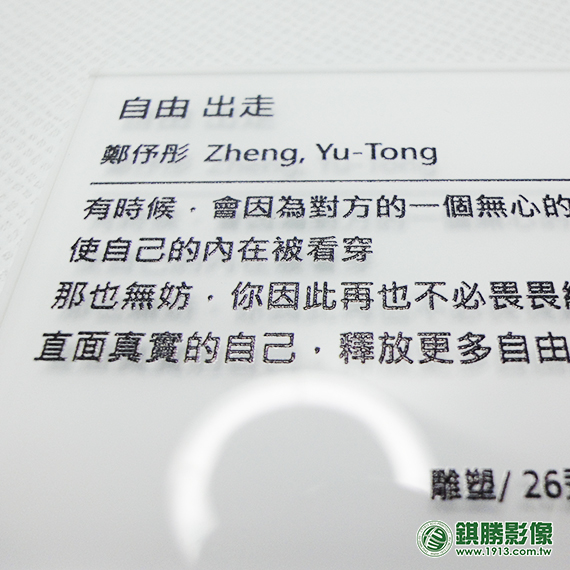 自由 出走
鄭伃彤 Zheng, Yu-Tong
有時候，會因為對方的一個無心的
使自己的內在被看穿
那也無妨，你因此再也不必畏畏
直面真實的自己，釋放更多自由
雕塑/ 26
錤勝影像
www.1913.com.tw